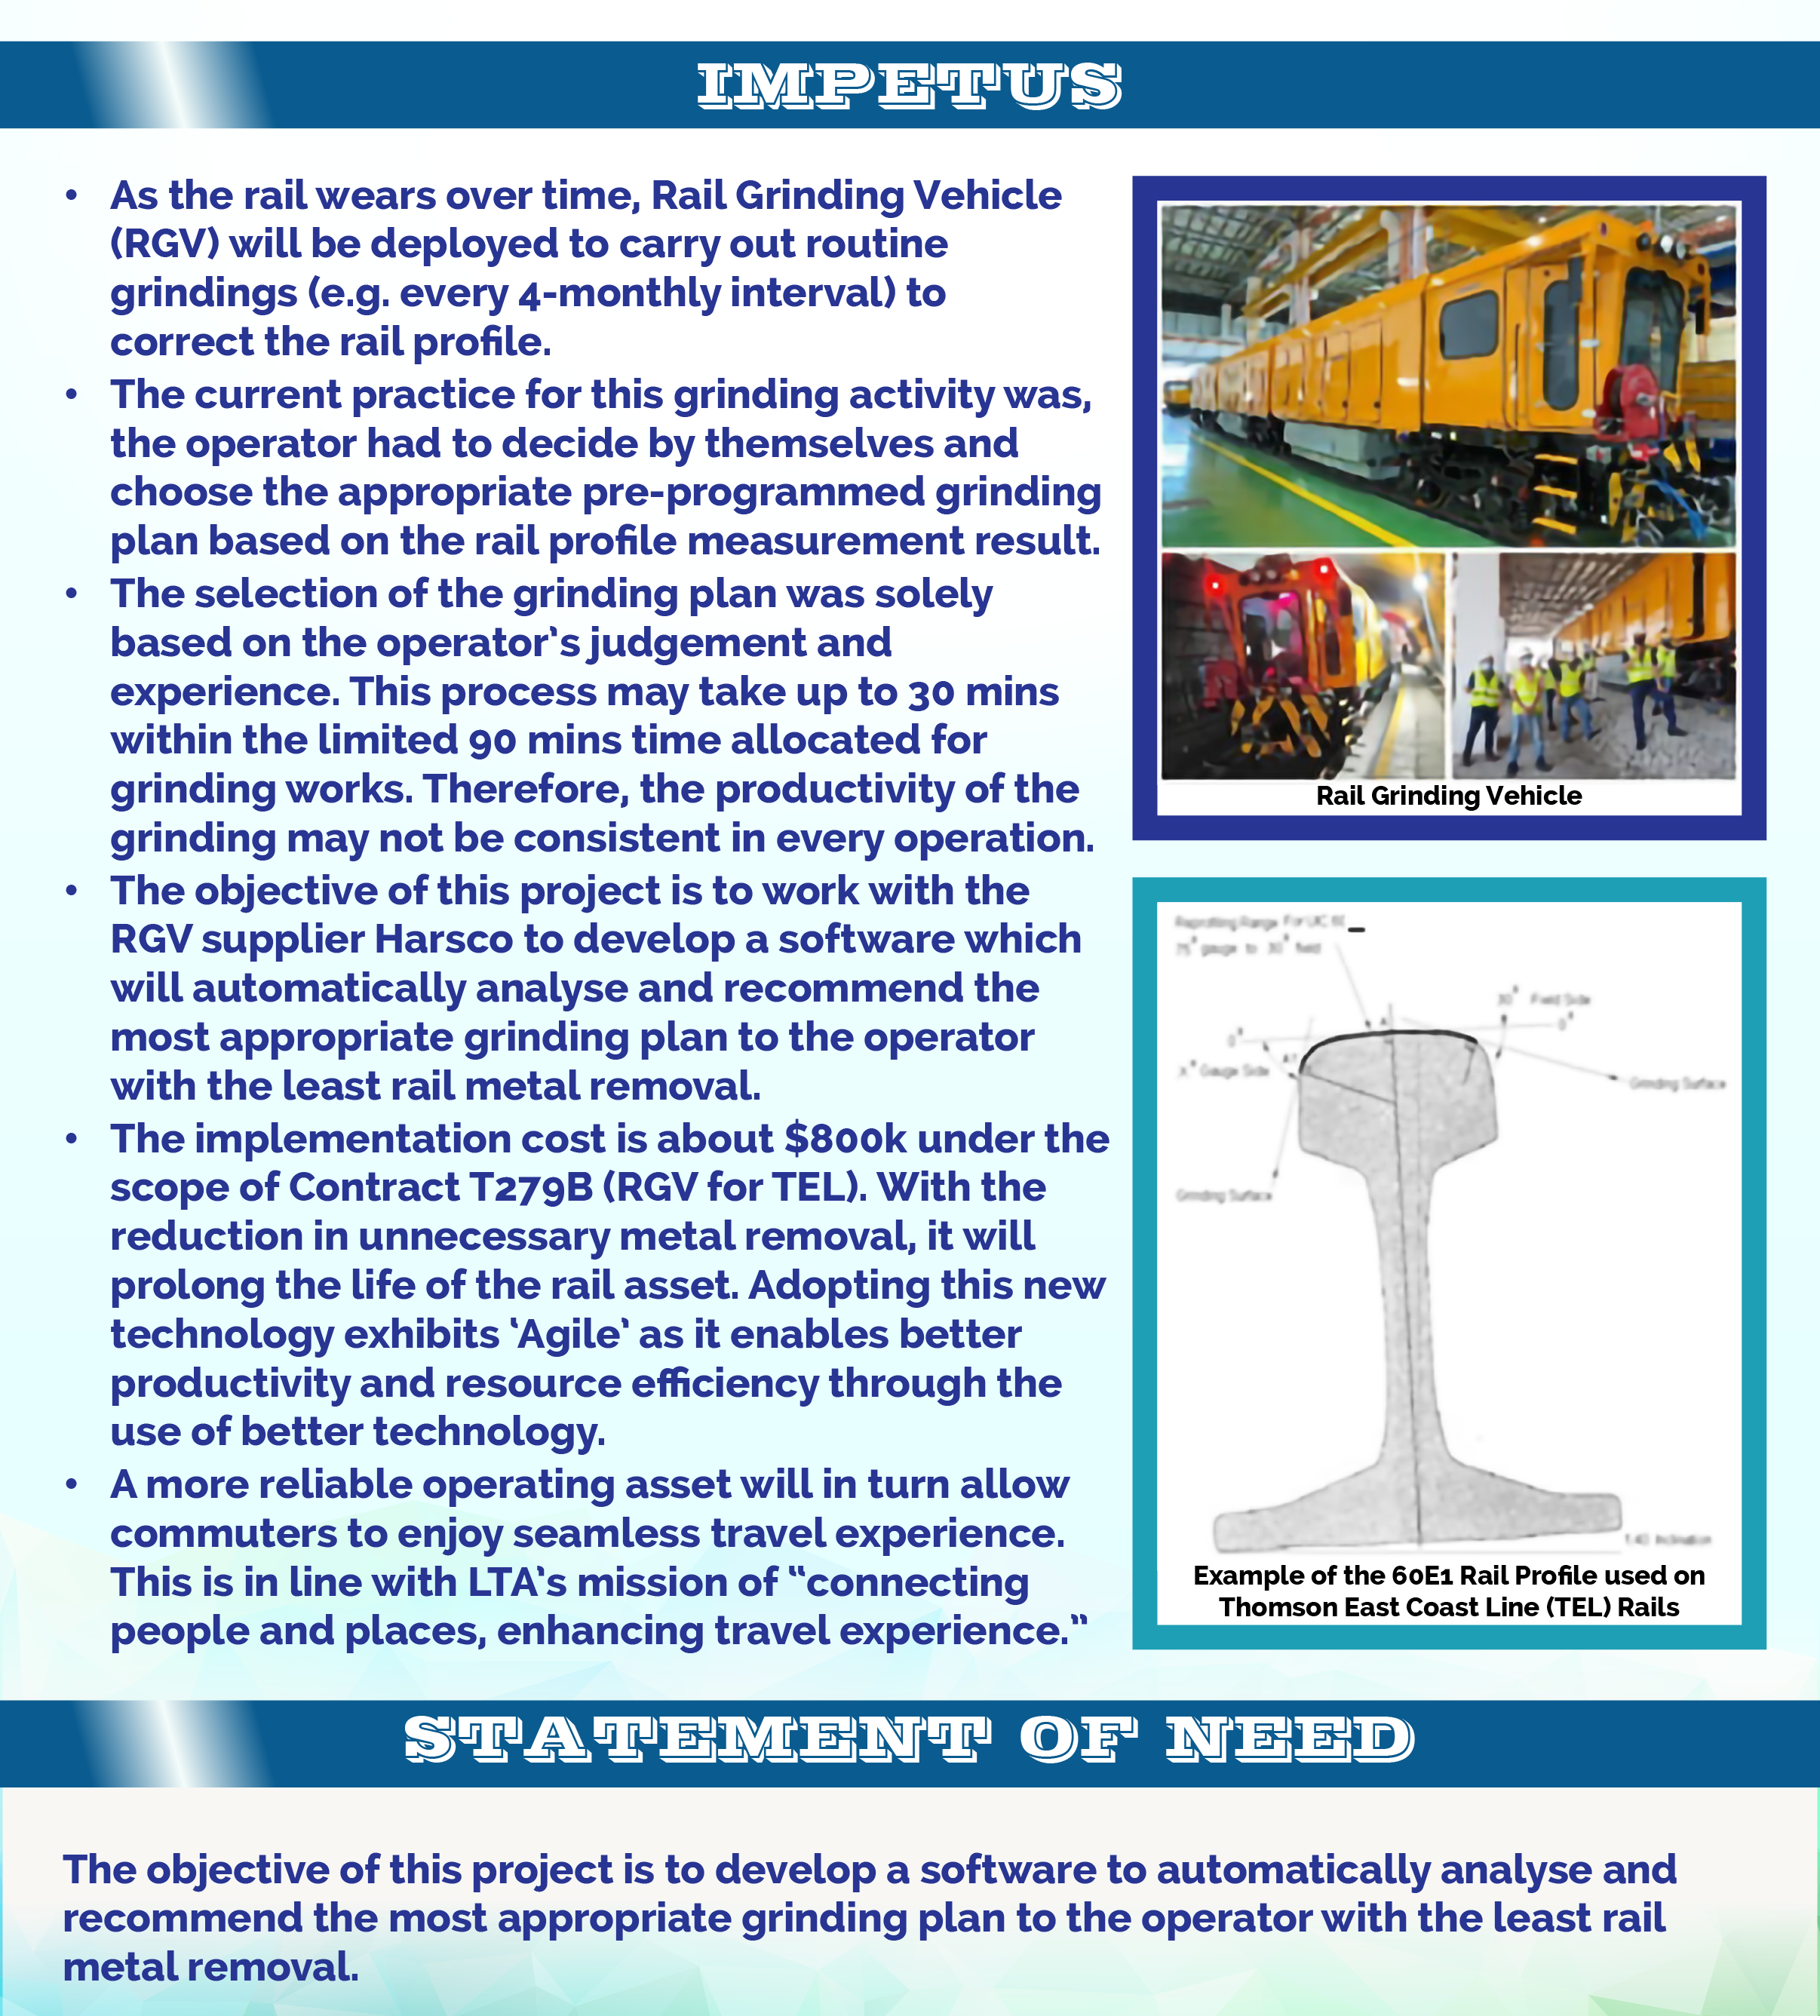 IMPETUS
• As the rail wears over time, Rail Grinding Vehicle
(RGV) will be deployed to carry out routine
grindings (e.g. every 4-monthly interval) to
correct the rail profile.
• The current practice for this grinding activity was,
the operator had to decide by themselves and
choose the appropriate pre-programmed grinding
plan based on the rail profile measurement result.
• The selection of the grinding plan was solely
based on the operator's judgement and
experience. This process may take up to 30 mins
within the limited 90 mins time allocated for
grinding works. Therefore, the productivity of the
grinding may not be consistent in every operation.
• The objective of this project is to work with the
RGV supplier Harsco to develop a software which
will automatically analyse and recommend the
most appropriate grinding plan to the operator
with the least rail metal removal.
• The implementation cost is about $800k under the
scope of Contract T279B (RGV for TEL). With the
reduction in unnecessary metal removal, it will
prolong the life of the rail asset. Adopting this new
technology exhibits 'Agile' as it enables better
productivity and resource efficiency through the
use of better technology.
• A more reliable operating asset will in turn allow
commuters to enjoy seamless travel experience.
This is in line with LTA's mission of "connecting
people and places, enhancing travel experience."
Rail Grinding Vehicle
75° gauge to 30° field
30° Field Side
0°
0°
Gauge Side
Grinding Surface
Grinding Surface
Example of the 60E1 Rail Profile used on
Thomson East Coast Line (TEL) Rails
STATEMENT OF NEED
The objective of this project is to develop a software to automatically analyse and
recommend the most appropriate grinding plan to the operator with the least rail
metal removal.